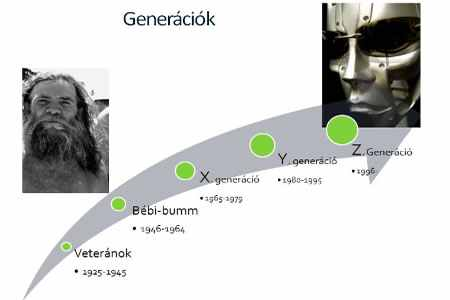 Generációk
Z.Generáció
• 1996
Y. generáció
• 1980-1995
X. generáció
• 1965-1979
Bébi-bumm
• 1946-1964
Veteránok
• 1925-1945